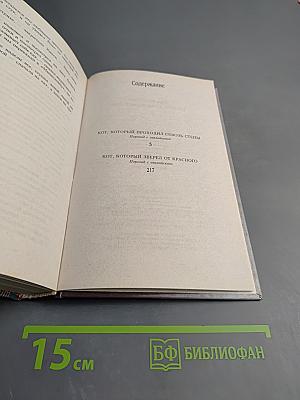 Содержание
КОТ, КОТОРЫЙ ПРОХОДИЛ СКВОЗЬ СТЕНЫ
Перевод с английского
5
КОТ, КОТОРЫЙ ЗВЕРЕЛ ОТ КРАСНОГО
Перевод с английского
217
15 СМ
БФ БИБЛИОФАН